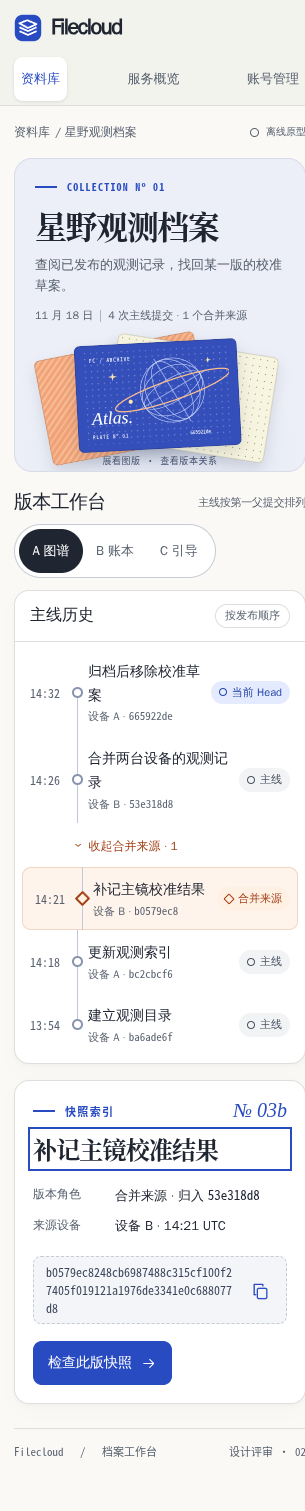 Filecloud
资料库 服务概览 账号管理
资料库 / 星野观测档案 离线原型
COLLECTION Nº 01
星野观测档案
查阅已发布的观测记录，找回某一版的校准
草案。
11 月 18 日 | 4 次主线提交 · 1 个合并来源
FC / ARCHIVE
Atlas.
PLATE Nº 01
665922de
展看图版 · 查看版本关系
版本工作台 主线按第一父提交排列
A 图谱 B 账本 C 引导
主线历史 按发布顺序
归档后移除校准草
案
14:32 当前 Head
设备 A · 665922de
合并两台设备的观测记
录
14:26 主线
设备 B · 53e318d8
收起合并来源 · 1
补记主镜校准结果
14:21 合并来源
设备 B · b0579ec8
更新观测索引
14:18 主线
设备 A · bc2cbcf6
建立观测目录
13:54 主线
设备 A · ba6ade6f
快照索引 № 03b
补记主镜校准结果
版本角色 合并来源 · 归入 53e318d8
来源设备 设备 B · 14:21 UTC
b0579ec8248cb6987488c315cf100f2
7405f019121a1976de3341e0c688077
d8
检查此版快照 →
Filecloud / 档案工作台 设计评审 · 02